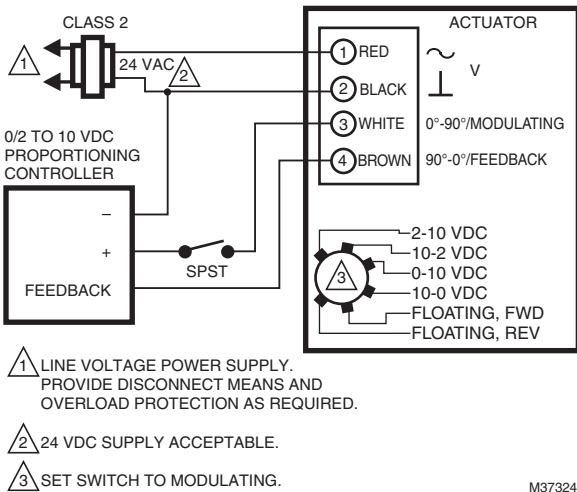 CLASS 2
1
24 VAC
2
0/2 TO 10 VDC
PROPORTIONING
CONTROLLER
–
+
FEEDBACK
SPST
ACTUATOR
1 RED
2 BLACK
V
3 WHITE 0°-90°/MODULATING
4 BROWN 90°-0°/FEEDBACK
3
2-10 VDC
10-2 VDC
0-10 VDC
10-0 VDC
FLOATING, FWD
FLOATING, REV
1 LINE VOLTAGE POWER SUPPLY.
PROVIDE DISCONNECT MEANS AND
OVERLOAD PROTECTION AS REQUIRED.
2 24 VDC SUPPLY ACCEPTABLE.
3 SET SWITCH TO MODULATING.
M37324